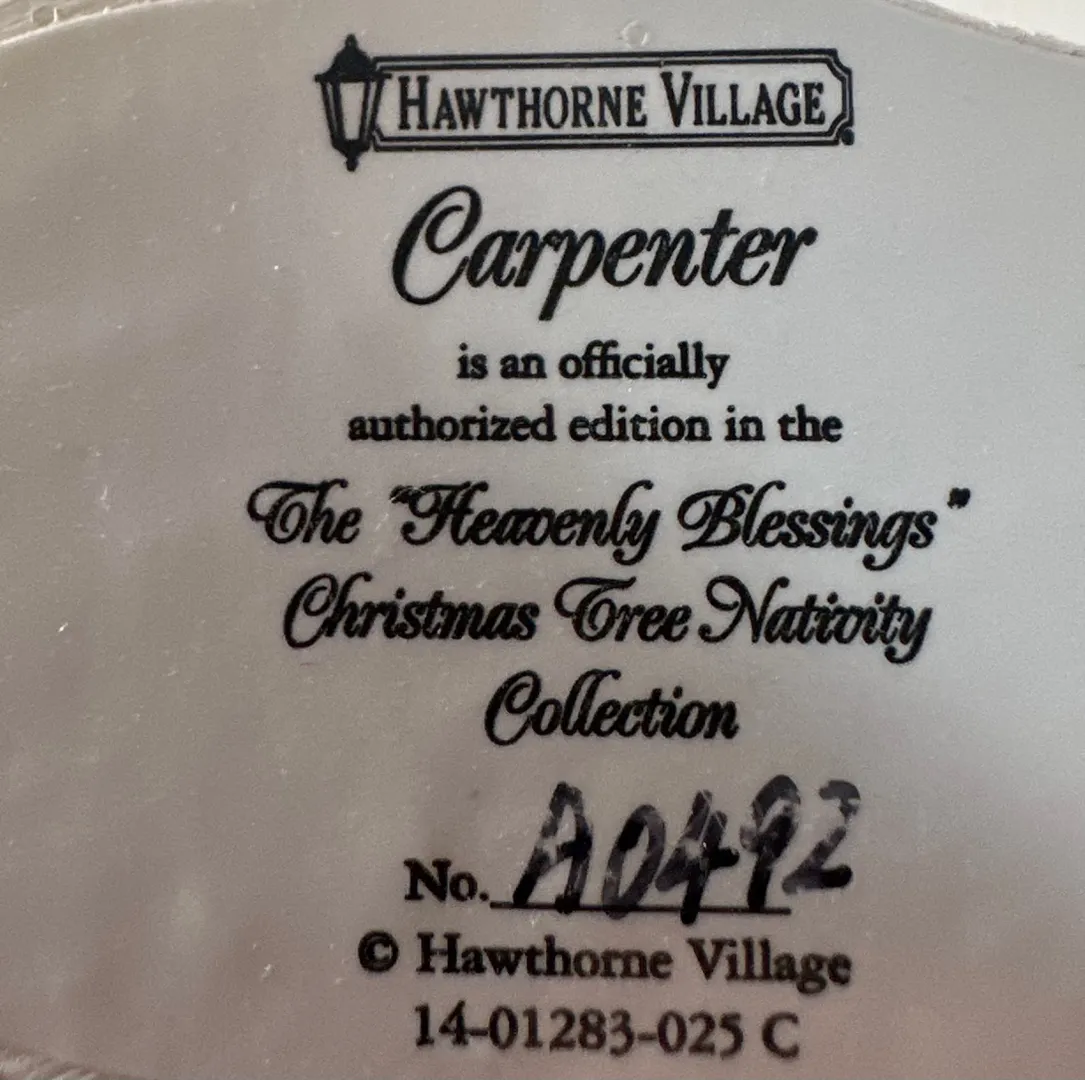 HAWTHORNE VILLAGE
Carpenter
is an officially
authorized edition in the
The "Heavenly Blessings"
Christmas Tree Nativity
Collection
No. A0492
© Hawthorne Village
14-01283-025 C